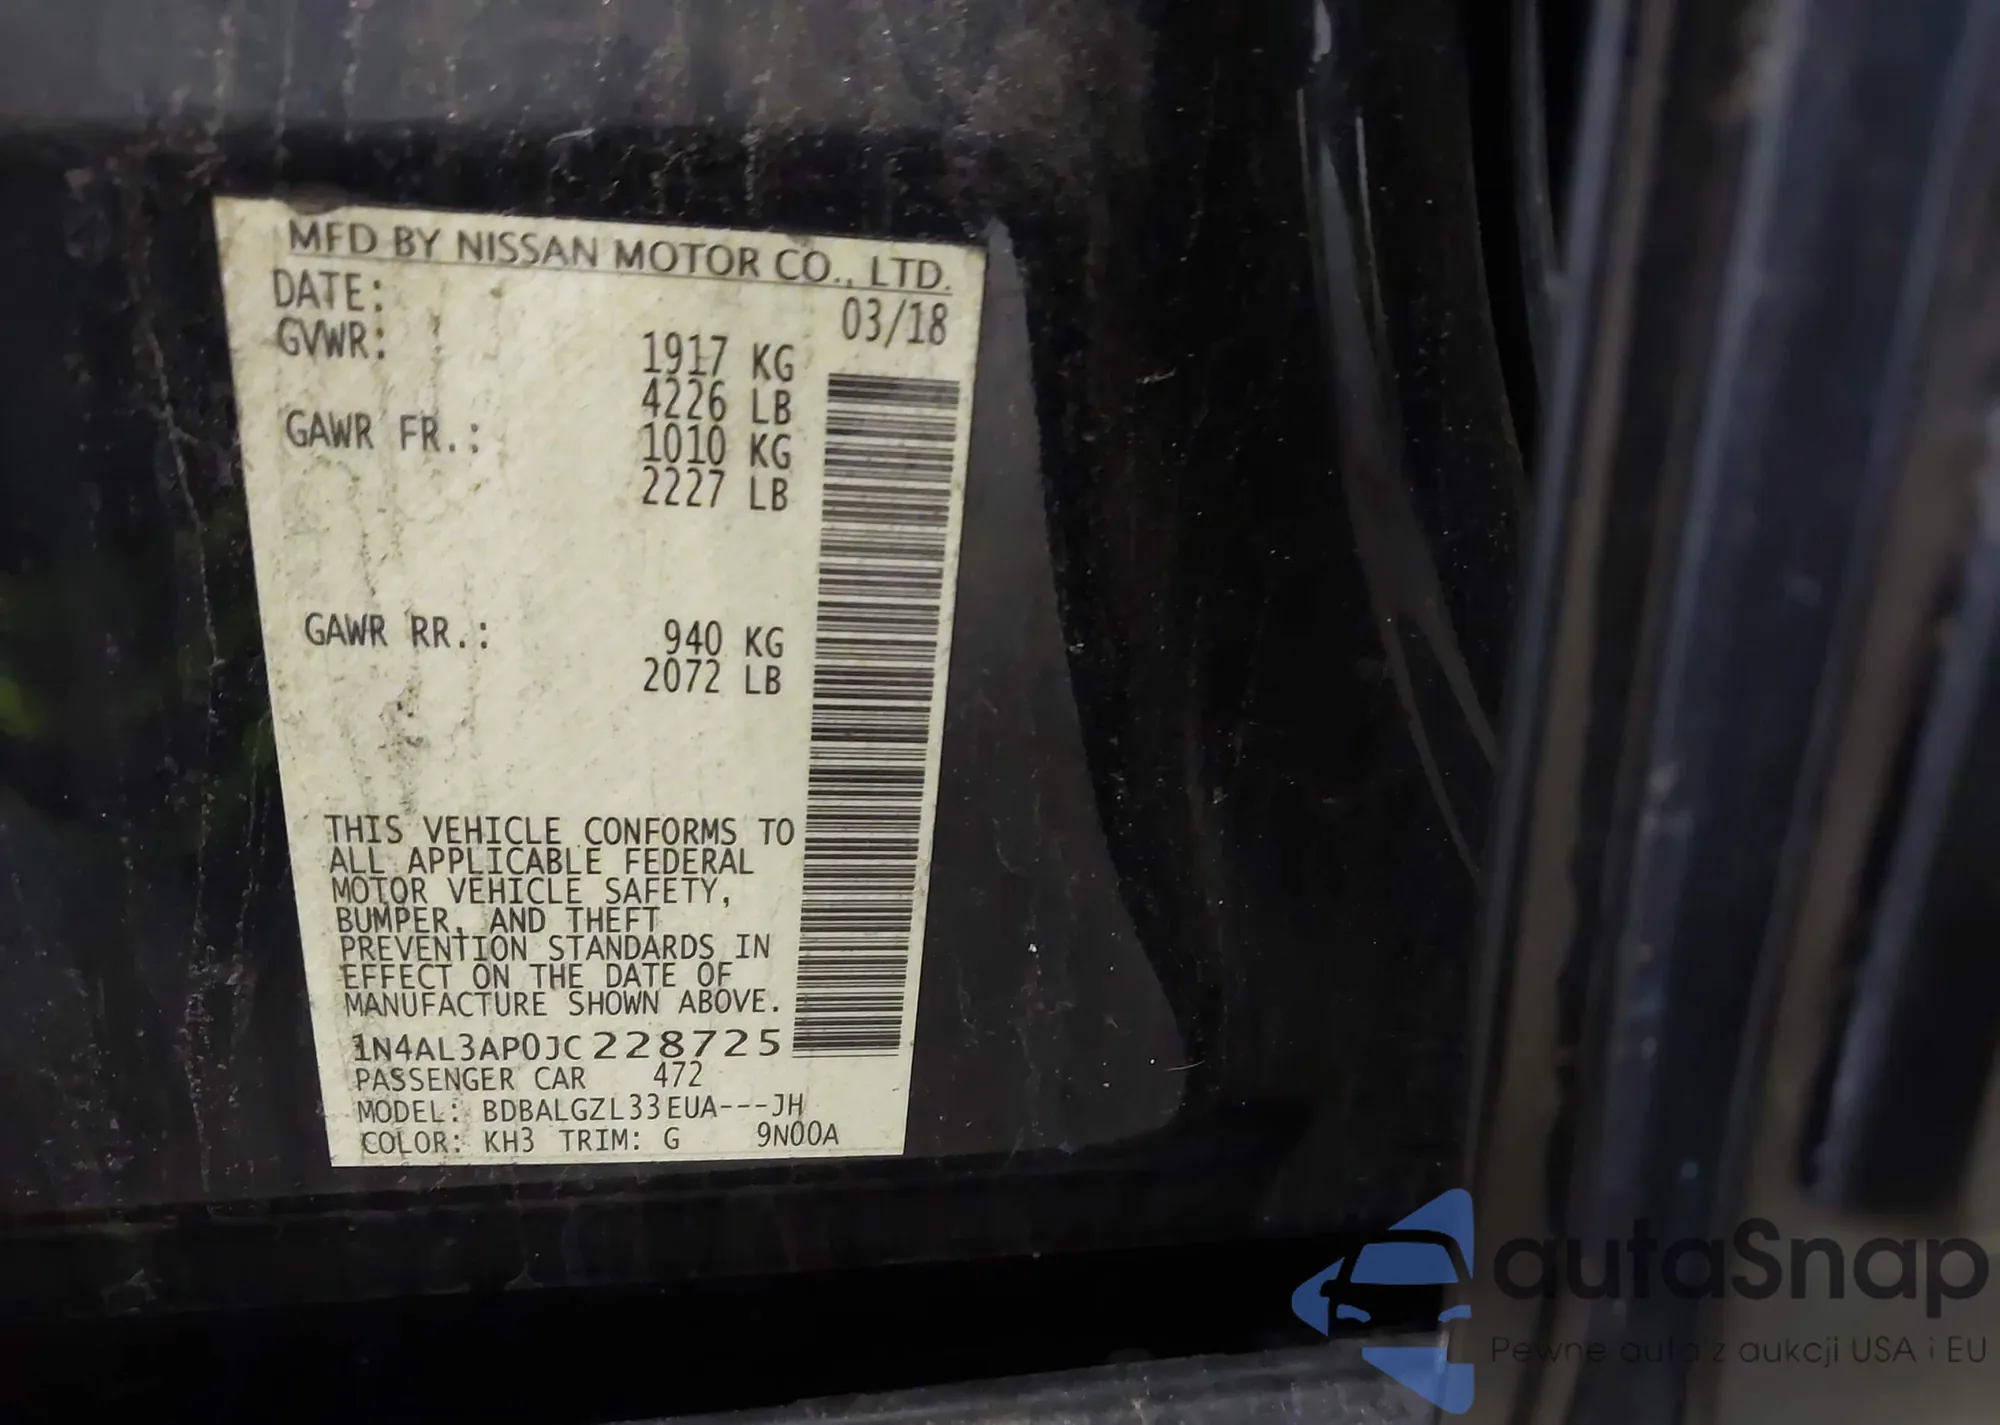 MFD BY NISSAN MOTOR CO., LTD.
DATE: 03/18
GVWR: 1917 KG
4226 LB
GAWR FR.: 1010 KG
2227 LB
GAWR RR.: 940 KG
2072 LB
THIS VEHICLE CONFORMS TO
ALL APPLICABLE FEDERAL
MOTOR VEHICLE SAFETY,
BUMPER, AND THEFT
PREVENTION STANDARDS IN
EFFECT ON THE DATE OF
MANUFACTURE SHOWN ABOVE.
1N4AL3AP0JC228725
PASSENGER CAR 472
MODEL: BDBALGZL33EUA---JH
COLOR: KH3 TRIM: G 9N00A
autaSnap
Pewne auta z aukcji USA i EU